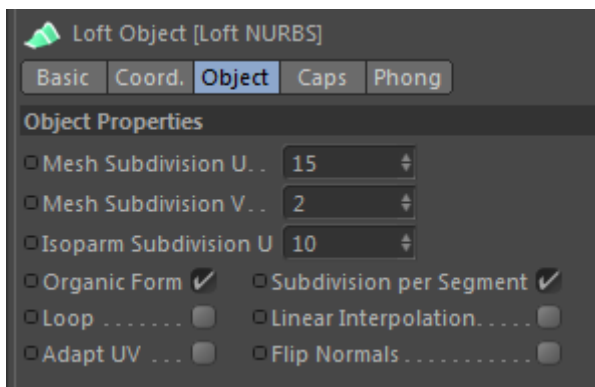 Loft Object [Loft NURBS]
Basic Coord. Object Caps Phong
Object Properties
Mesh Subdivision U. . 15
Mesh Subdivision V. . 2
Isoparm Subdivision U 10
Organic Form Subdivision per Segment
Loop . . . . . . . Linear Interpolation. . . . .
Adapt UV . . . Flip Normals . . . . . . . . . . .